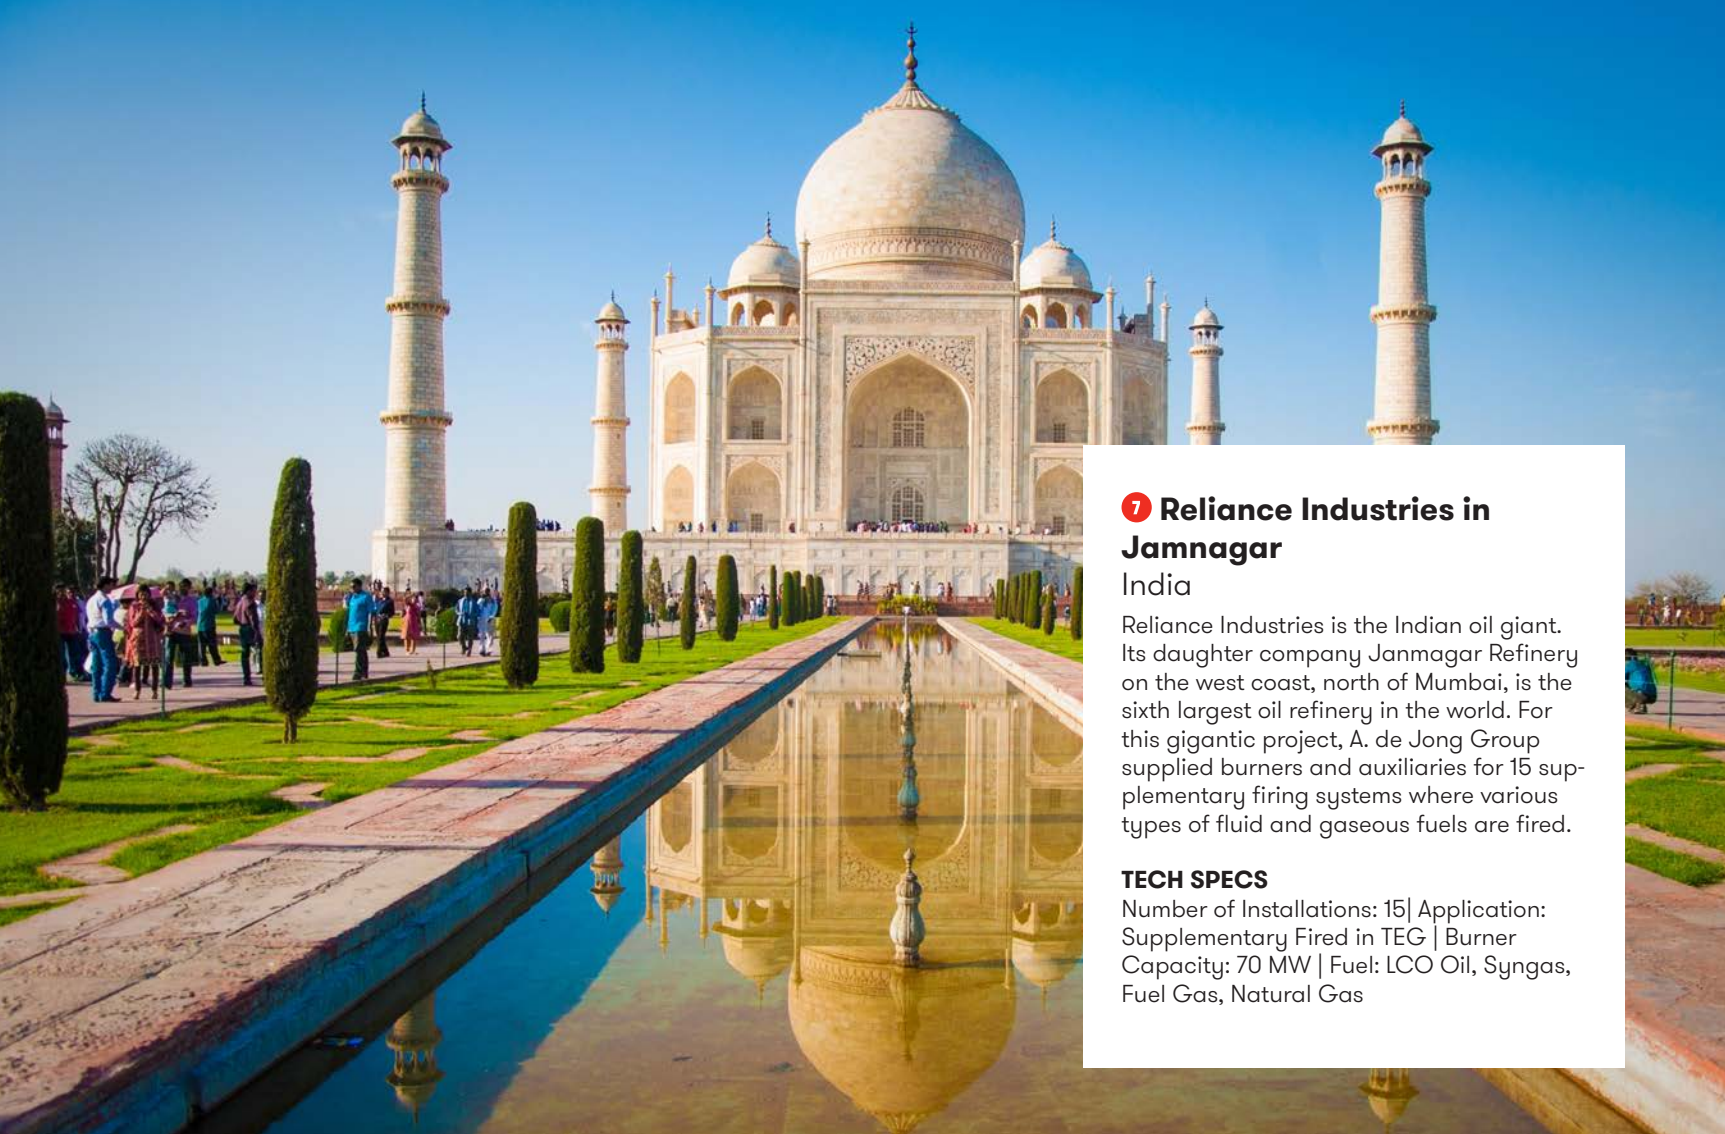 7 Reliance Industries in
Jamnagar
India
Reliance Industries is the Indian oil giant.
Its daughter company Janmagar Refinery
on the west coast, north of Mumbai, is the
sixth largest oil refinery in the world. For
this gigantic project, A. de Jong Group
supplied burners and auxiliaries for 15 sup-
plementary firing systems where various
types of fluid and gaseous fuels are fired.
TECH SPECS
Number of Installations: 15| Application:
Supplementary Fired in TEG | Burner
Capacity: 70 MW | Fuel: LCO Oil, Syngas,
Fuel Gas, Natural Gas